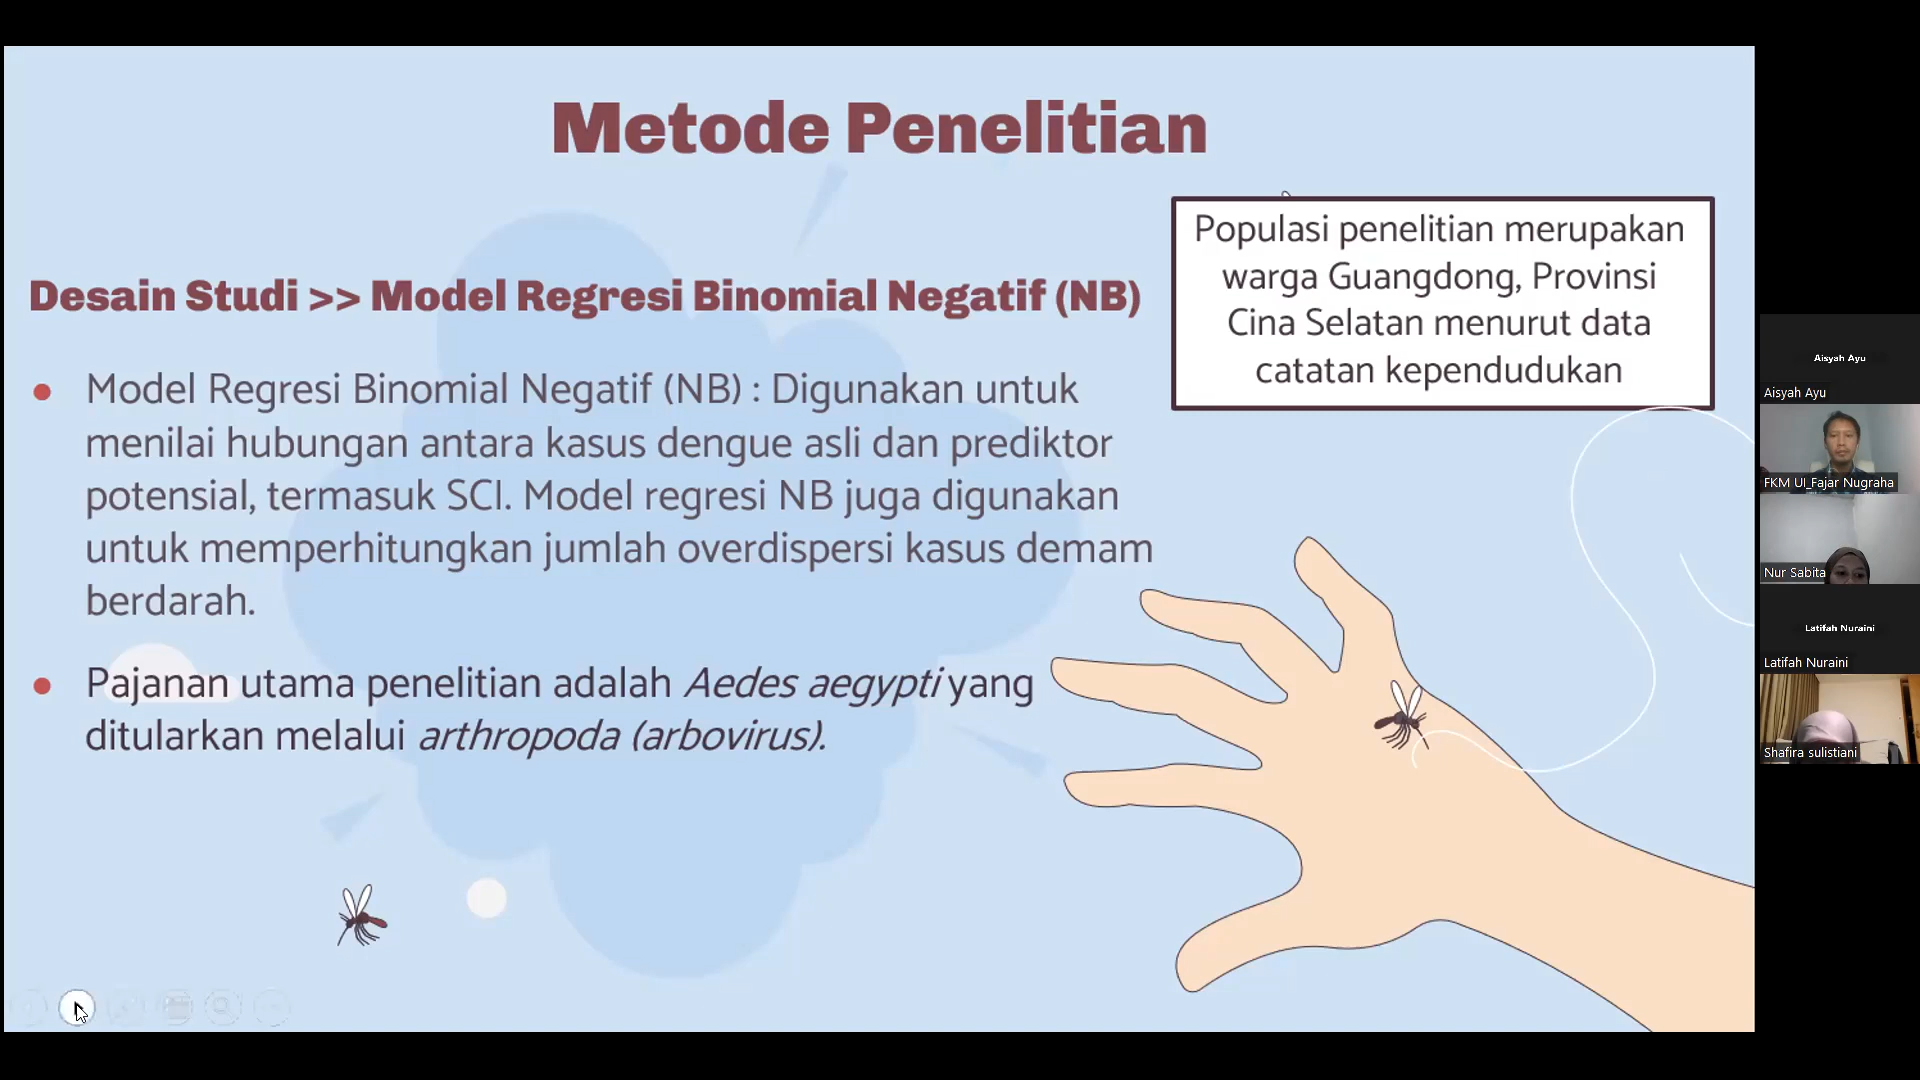 Metode Penelitian
Desain Studi >> Model Regresi Binomial Negatif (NB)
Populasi penelitian merupakan
warga Guangdong, Provinsi
Cina Selatan menurut data
catatan kependudukan
Model Regresi Binomial Negatif (NB) : Digunakan untuk
menilai hubungan antara kasus dengue asli dan prediktor
potensial, termasuk SCI. Model regresi NB juga digunakan
untuk memperhitungkan jumlah overdispersi kasus demam
berdarah.
Pajanan utama penelitian adalah Aedes aegypti yang
ditularkan melalui arthropoda (arbovirus).
Aisyah Ayu
Aisyah Ayu
FKM UI_Fajar Nugraha
Nur Sabita
Latifah Nuraini
Latifah Nuraini
Shafira sulistiani